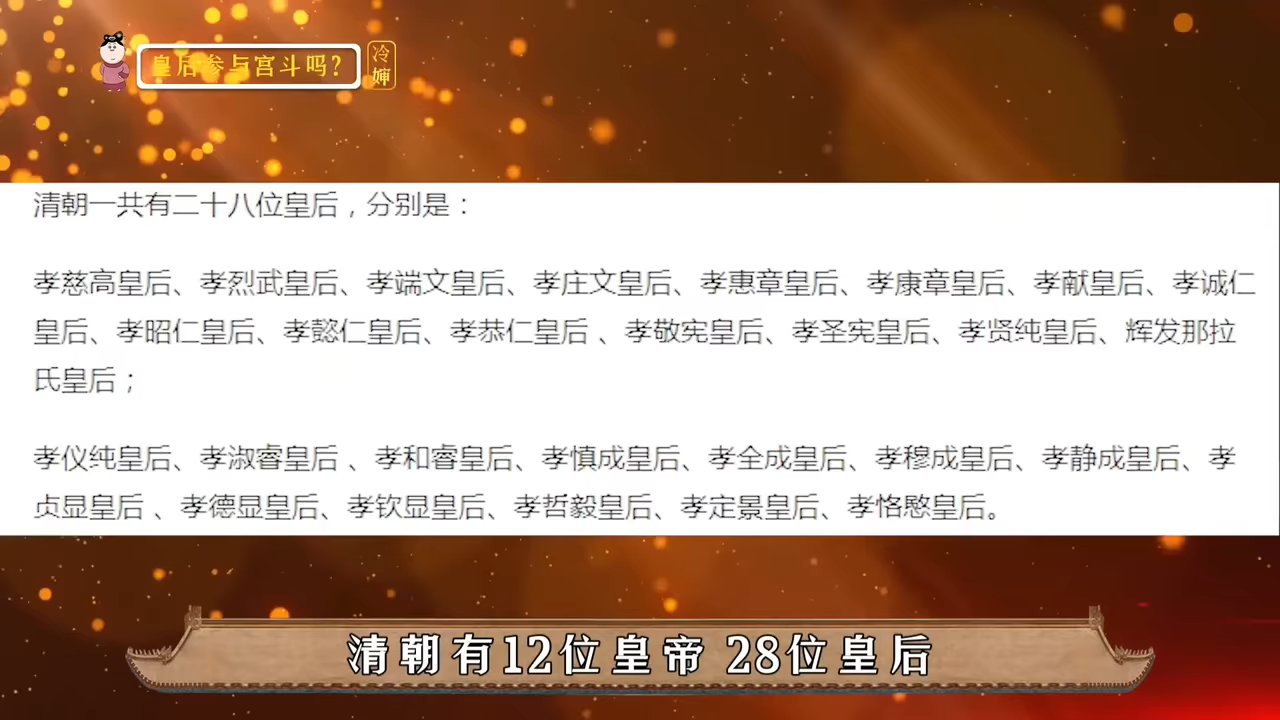 皇后参与宫斗吗?
冷
婶
清朝一共有二十八位皇后，分别是：
孝慈高皇后、孝烈武皇后、孝端文皇后、孝庄文皇后、孝惠章皇后、孝康章皇后、孝献皇后、孝诚仁
皇后、孝昭仁皇后、孝懿仁皇后、孝恭仁皇后 、孝敬宪皇后、孝圣宪皇后、孝贤纯皇后、辉发那拉
氏皇后；
孝仪纯皇后、孝淑睿皇后 、孝和睿皇后、孝慎成皇后、孝全成皇后、孝穆成皇后、孝静成皇后、孝
贞显皇后 、孝德显皇后、孝钦显皇后、孝哲毅皇后、孝定景皇后、孝恪愍皇后。
清朝有12位皇帝 28位皇后